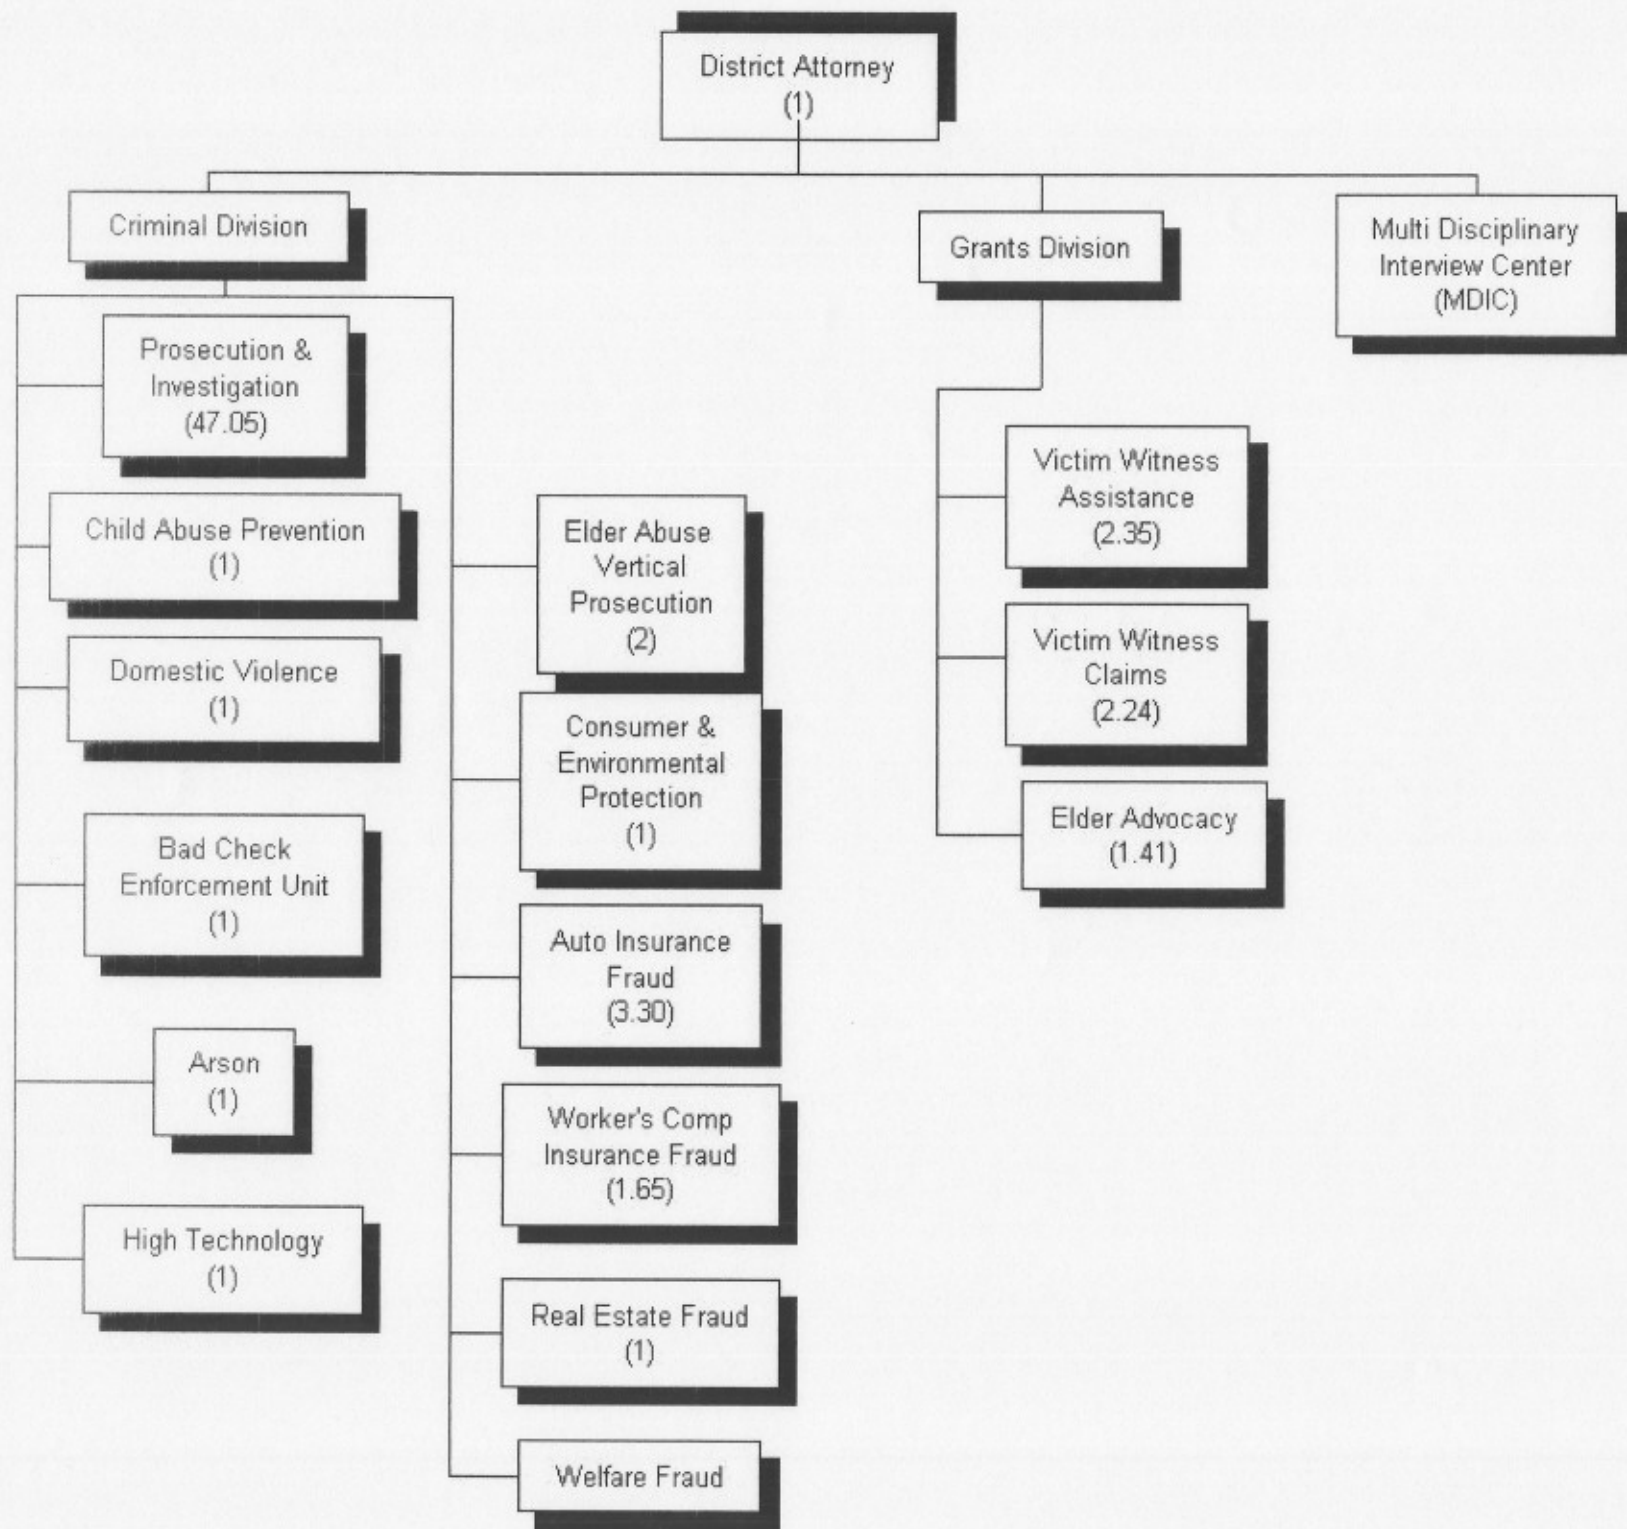 District Attorney
(1)
Criminal Division
Grants Division
Multi Disciplinary
Interview Center
(MDIC)
Prosecution &
Investigation
(47.05)
Child Abuse Prevention
(1)
Domestic Violence
(1)
Bad Check
Enforcement Unit
(1)
Arson
(1)
High Technology
(1)
Elder Abuse
Vertical
Prosecution
(2)
Consumer &
Environmental
Protection
(1)
Auto Insurance
Fraud
(3.30)
Worker's Comp
Insurance Fraud
(1.65)
Real Estate Fraud
(1)
Welfare Fraud
Victim Witness
Assistance
(2.35)
Victim Witness
Claims
(2.24)
Elder Advocacy
(1.41)